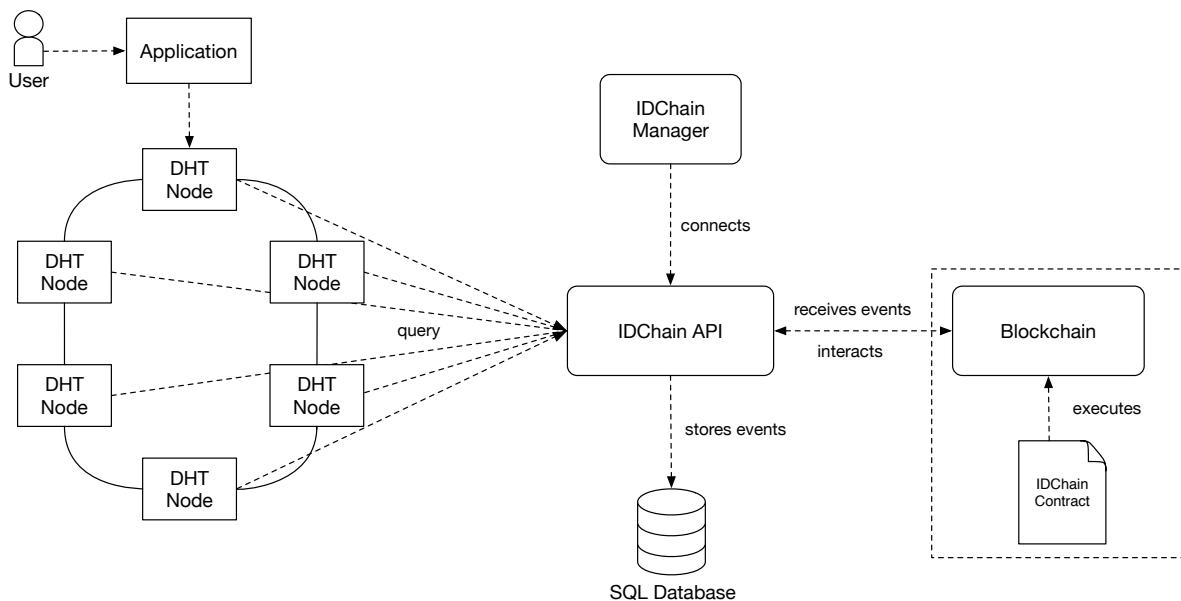 User
Application
IDChain
Manager
DHT
Node
connects
DHT
Node
DHT
Node
query
IDChain API
receives events
interacts
Blockchain
DHT
Node
DHT
Node
stores events
executes
DHT
Node
IDChain
Contract
SQL Database